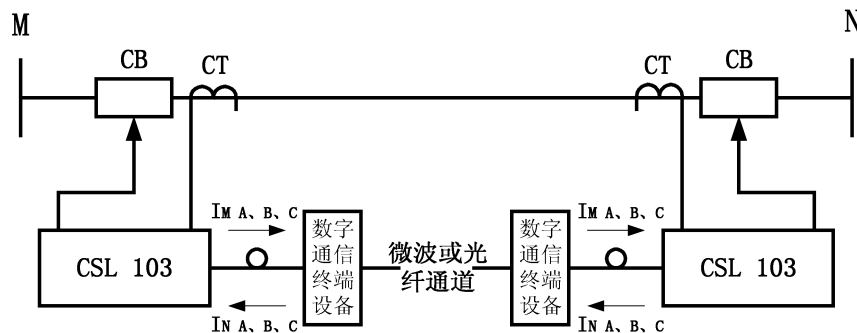 M
N
CB
CT
CT
CB
IM A、B、C
数字通信终端设备
IM A、B、C
数字通信终端设备
CSL 103
微波或光
纤通道
CSL 103
IN A、B、C
IN A、B、C